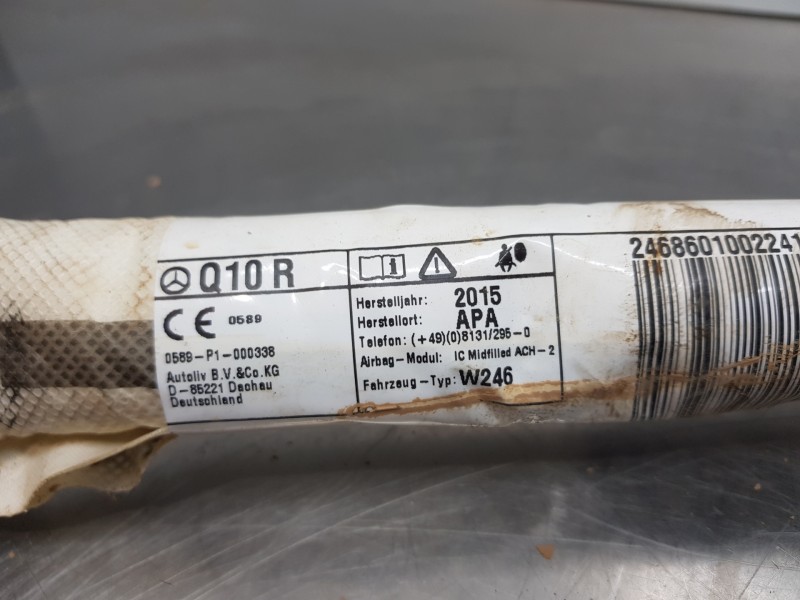 Q10 R
CE 0589
0589-P1-000338
Autoliv B.V.&Co.KG
D-85221 Dachau
Deutschland
Herstelljahr: 2015
Herstellort: APA
Telefon: (+49)(0)8131/295-0
Airbag-Modul: IC Midfilled ACH-2
Fahrzeug-Typ: W246
2468601002241